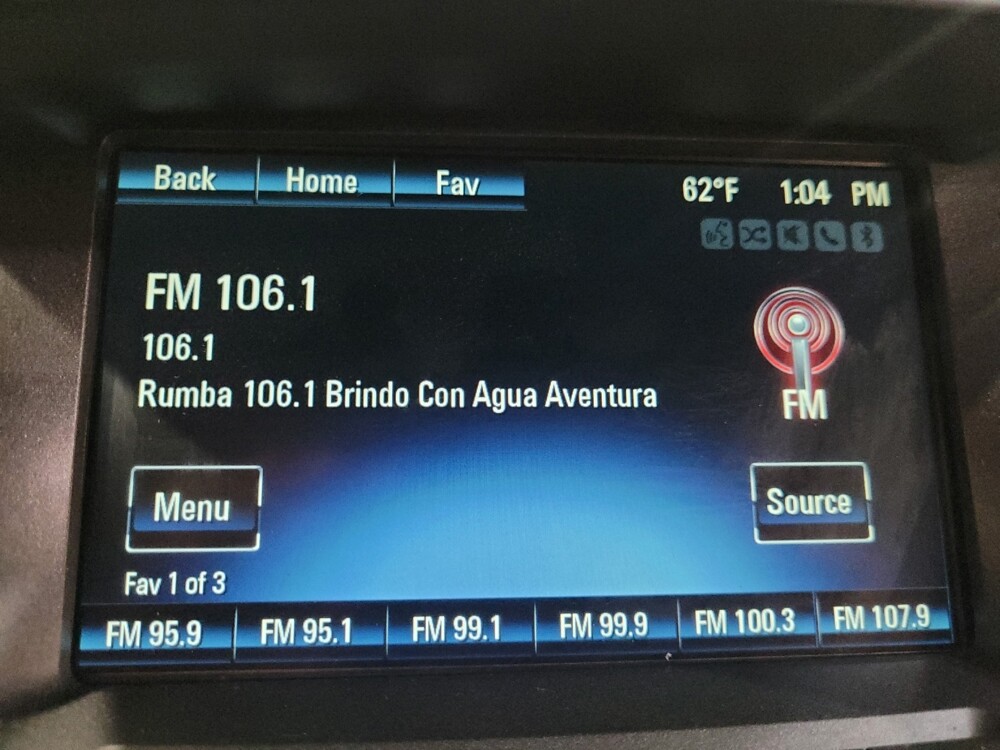 Back Home Fav 62°F 1:04 PM
FM 106.1
106.1
Rumba 106.1 Brindo Con Agua Aventura
FM
Menu Source
Fav 1 of 3
FM 95.9 FM 95.1 FM 99.1 FM 99.9 FM 100.3 FM 107.9